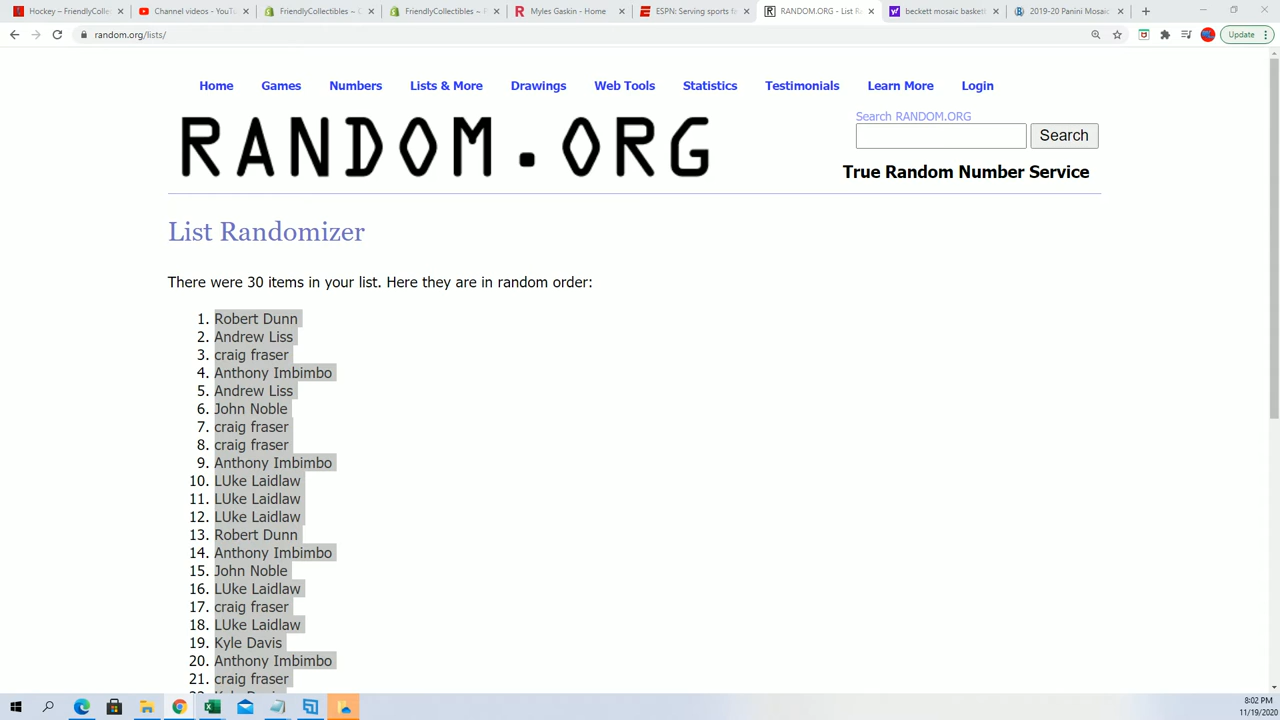 Hockey – FriendlyCollec
Channel videos - YouTu
FriendlyCollectibles ~ C
FriendlyCollectibles ~ P
Myles Gaskin - Home
ESPN: Serving sports fa
RANDOM.ORG - List Ra
beckett mosaic basketb
2019-20 Panini Mosaic
random.org/lists/
Update
Home Games Numbers Lists & More Drawings Web Tools Statistics Testimonials Learn More Login
Search RANDOM.ORG
RANDOM.ORG
Search
True Random Number Service
List Randomizer
There were 30 items in your list. Here they are in random order:
1. Robert Dunn
2. Andrew Liss
3. craig fraser
4. Anthony Imbimbo
5. Andrew Liss
6. John Noble
7. craig fraser
8. craig fraser
9. Anthony Imbimbo
10. LUke Laidlaw
11. LUke Laidlaw
12. LUke Laidlaw
13. Robert Dunn
14. Anthony Imbimbo
15. John Noble
16. LUke Laidlaw
17. craig fraser
18. LUke Laidlaw
19. Kyle Davis
20. Anthony Imbimbo
21. craig fraser
8:02 PM
11/19/2020